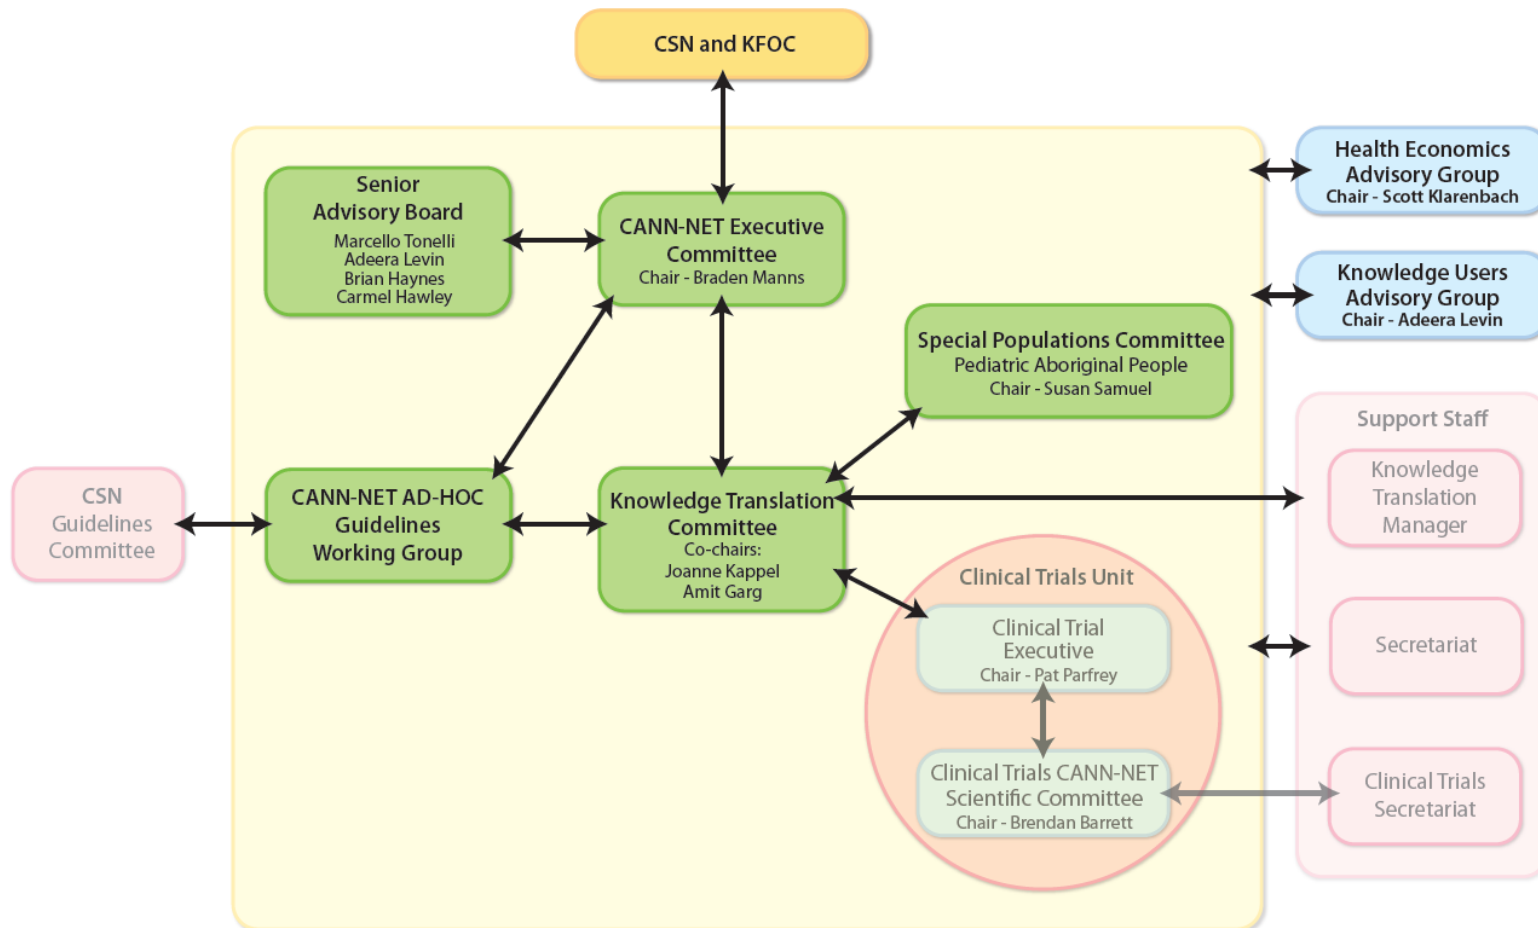 CSN and KFOC
Senior
Advisory Board
Marcello Tonelli
Adeera Levin
Brian Haynes
Carmel Hawley
CANN-NET Executive
Committee
Chair - Braden Manns
Health Economics
Advisory Group
Chair - Scott Klarenbach
Knowledge Users
Advisory Group
Chair - Adeera Levin
Special Populations Committee
Pediatric Aboriginal People
Chair - Susan Samuel
CSN
Guidelines
Committee
CANN-NET AD-HOC
Guidelines
Working Group
Knowledge Translation
Committee
Co-chairs:
Joanne Kappel
Amit Garg
Support Staff
Knowledge
Translation
Manager
Clinical Trials Unit
Clinical Trial
Executive
Chair - Pat Parfrey
Secretariat
Clinical Trials CANN-NET
Scientific Committee
Chair - Brendan Barrett
Clinical Trials
Secretariat